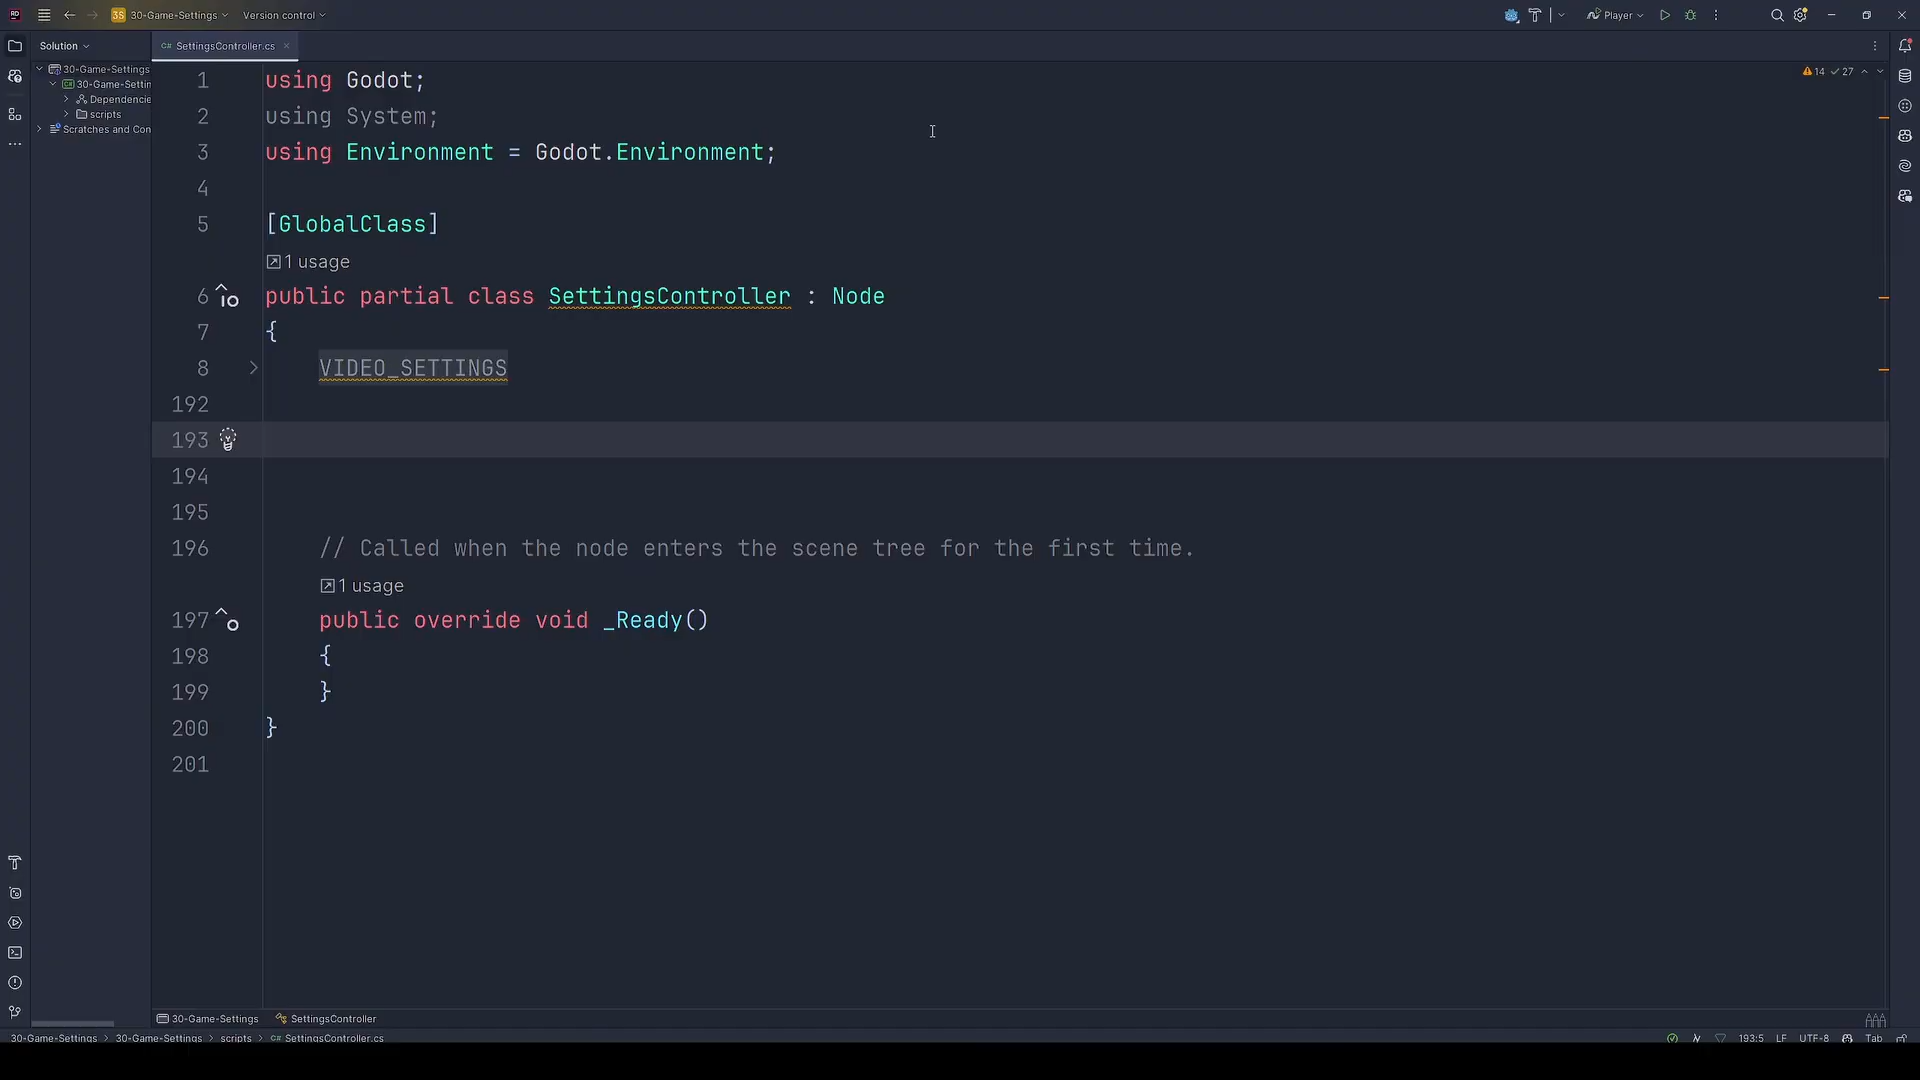 30-Game-Settings
Version control
Player
Solution
SettingsController.cs
30-Game-Settings
30-Game-Settin
Dependencie
scripts
Scratches and Con
14 27
1 using Godot;
2 using System;
3 using Environment = Godot.Environment;
4
5 [GlobalClass]
1 usage
6 public partial class SettingsController : Node
7 {
8 VIDEO_SETTINGS
192
193
194
195
196 // Called when the node enters the scene tree for the first time.
1 usage
197 public override void _Ready()
198 {
199 }
200 }
201
30-Game-Settings SettingsController
30-Game-Settings > 30-Game-Settings > scripts > C# SettingsController.cs
193:5 LF UTF-8 Tab